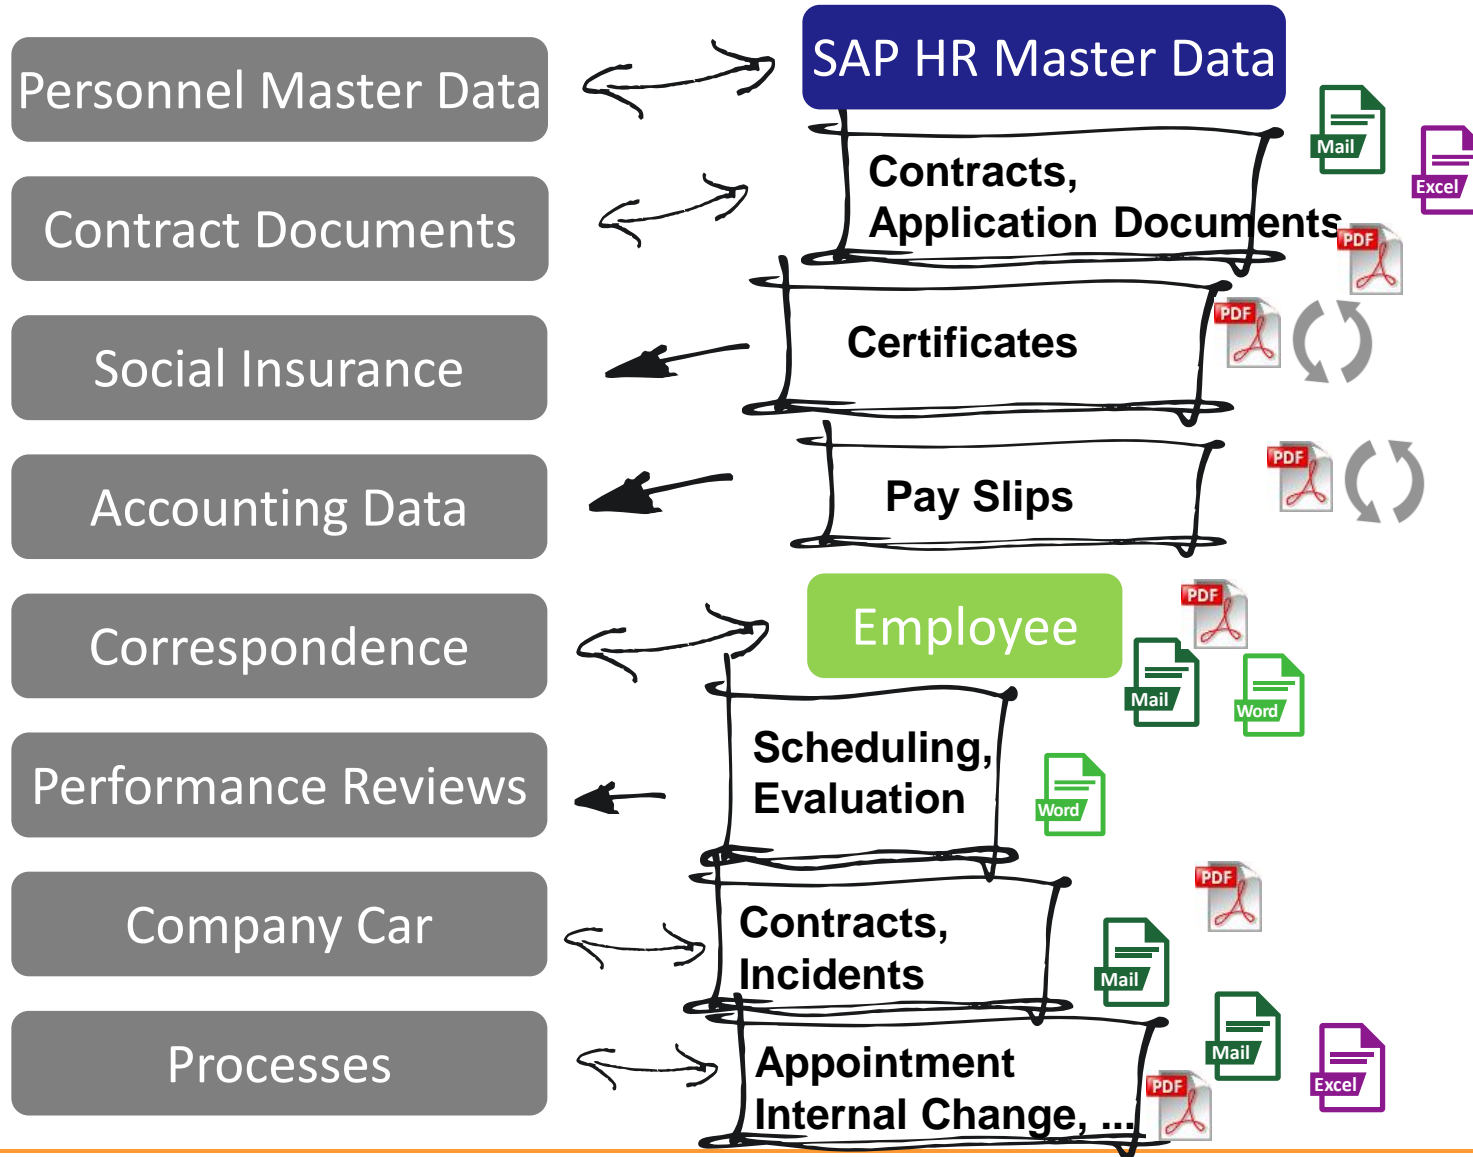 Personnel Master Data
SAP HR Master Data
Mail
Excel
Contract Documents
Contracts,
Application Documents
PDF
Social Insurance
Certificates
PDF
Accounting Data
Pay Slips
PDF
Correspondence
Employee
PDF
Mail
Word
Performance Reviews
Scheduling,
Evaluation
Word
Company Car
Contracts,
Incidents
PDF
Mail
Processes
Appointment
Internal Change, ...
PDF
Mail
Excel